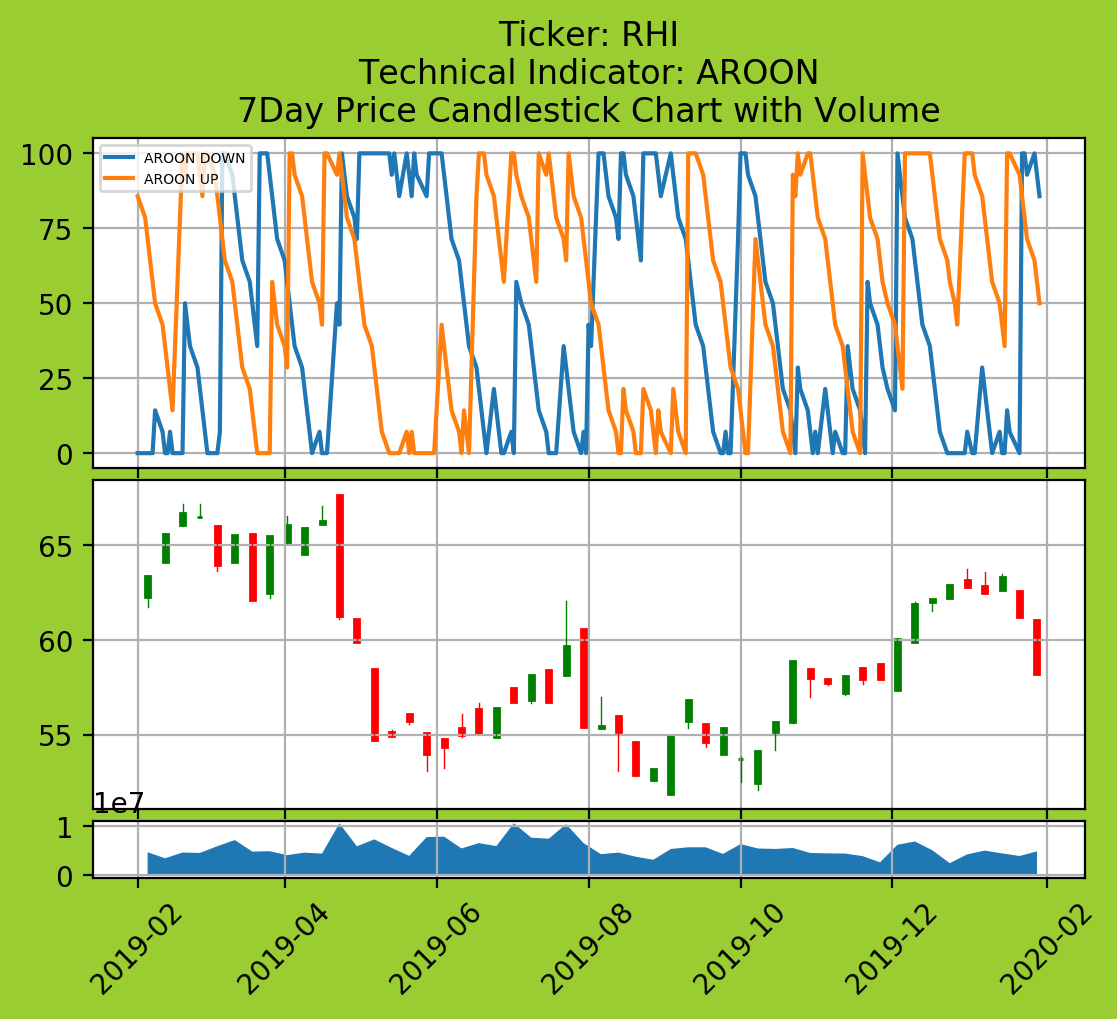 Ticker: RHI
Technical Indicator: AROON
7Day Price Candlestick Chart with Volume
100
75
50
25
0
AROON DOWN
AROON UP
65
60
55
1e7
1
0
2019-02
2019-04
2019-06
2019-08
2019-10
2019-12
2020-02